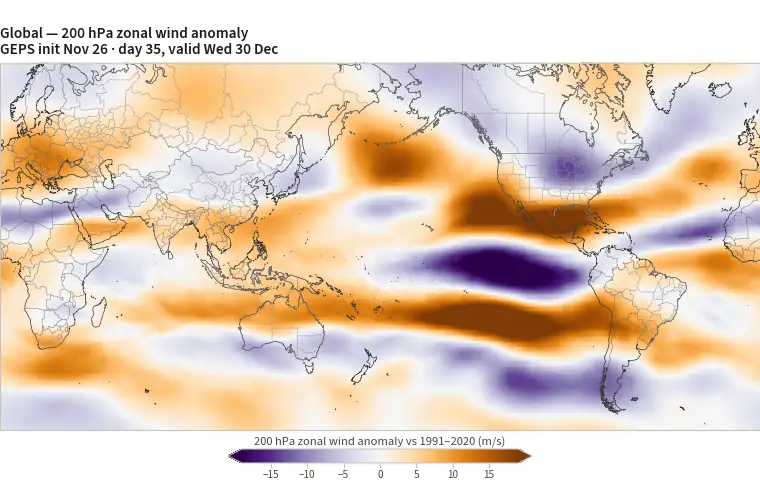 Global — 200 hPa zonal wind anomaly
GEPS init Nov 26 · day 35, valid Wed 30 Dec
200 hPa zonal wind anomaly vs 1991–2020 (m/s)
−15 −10 −5 0 5 10 15